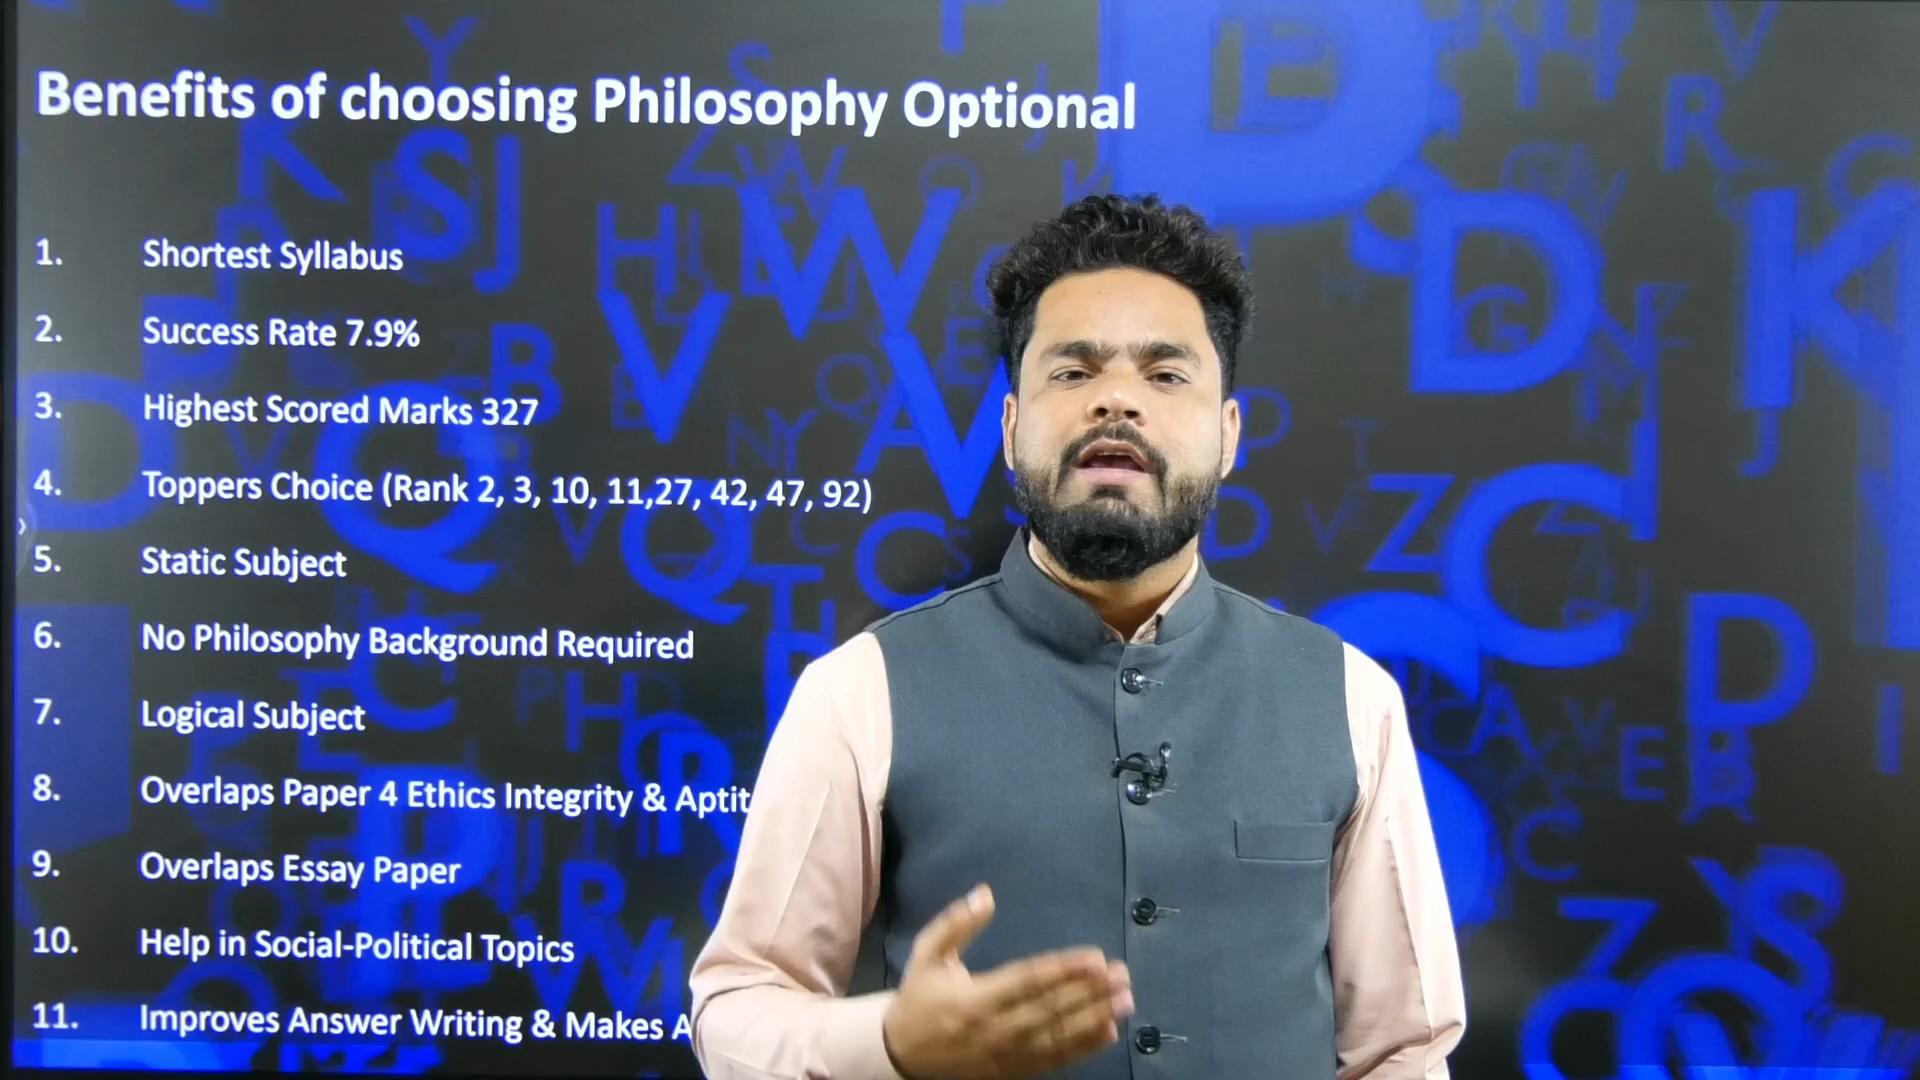 Benefits of choosing Philosophy Optional
1. Shortest Syllabus
2. Success Rate 7.9%
3. Highest Scored Marks 327
4. Toppers Choice (Rank 2, 3, 10, 11,27, 42, 47, 92)
5. Static Subject
6. No Philosophy Background Required
7. Logical Subject
8. Overlaps Paper 4 Ethics Integrity & Aptit
9. Overlaps Essay Paper
10. Help in Social-Political Topics
11. Improves Answer Writing & Makes A